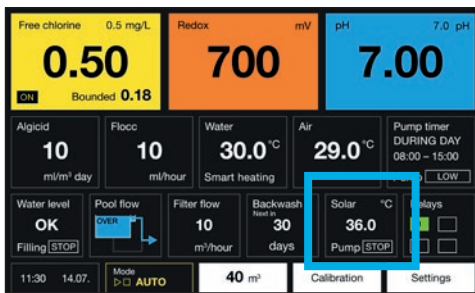 Free chlorine 0.5 mg/L
0.50
ON Bounded 0.18
Redox mV
700
pH 7.0 pH
7.00
Algicid
10
ml/m³ day
Flocc
10
ml/hour
Water
30.0°C
Smart heating
Air
29.0°C
Pump timer
DURING DAY
08:00 – 15:00
LOW
Water level
OK
Filling STOP
Pool flow
OVER
Filter flow
10
m³/hour
Backwash
Next in
30
days
Solar °C
36.0
Pump STOP
11:30 14.07.
Mode
AUTO
40 m³
Calibration
Settings